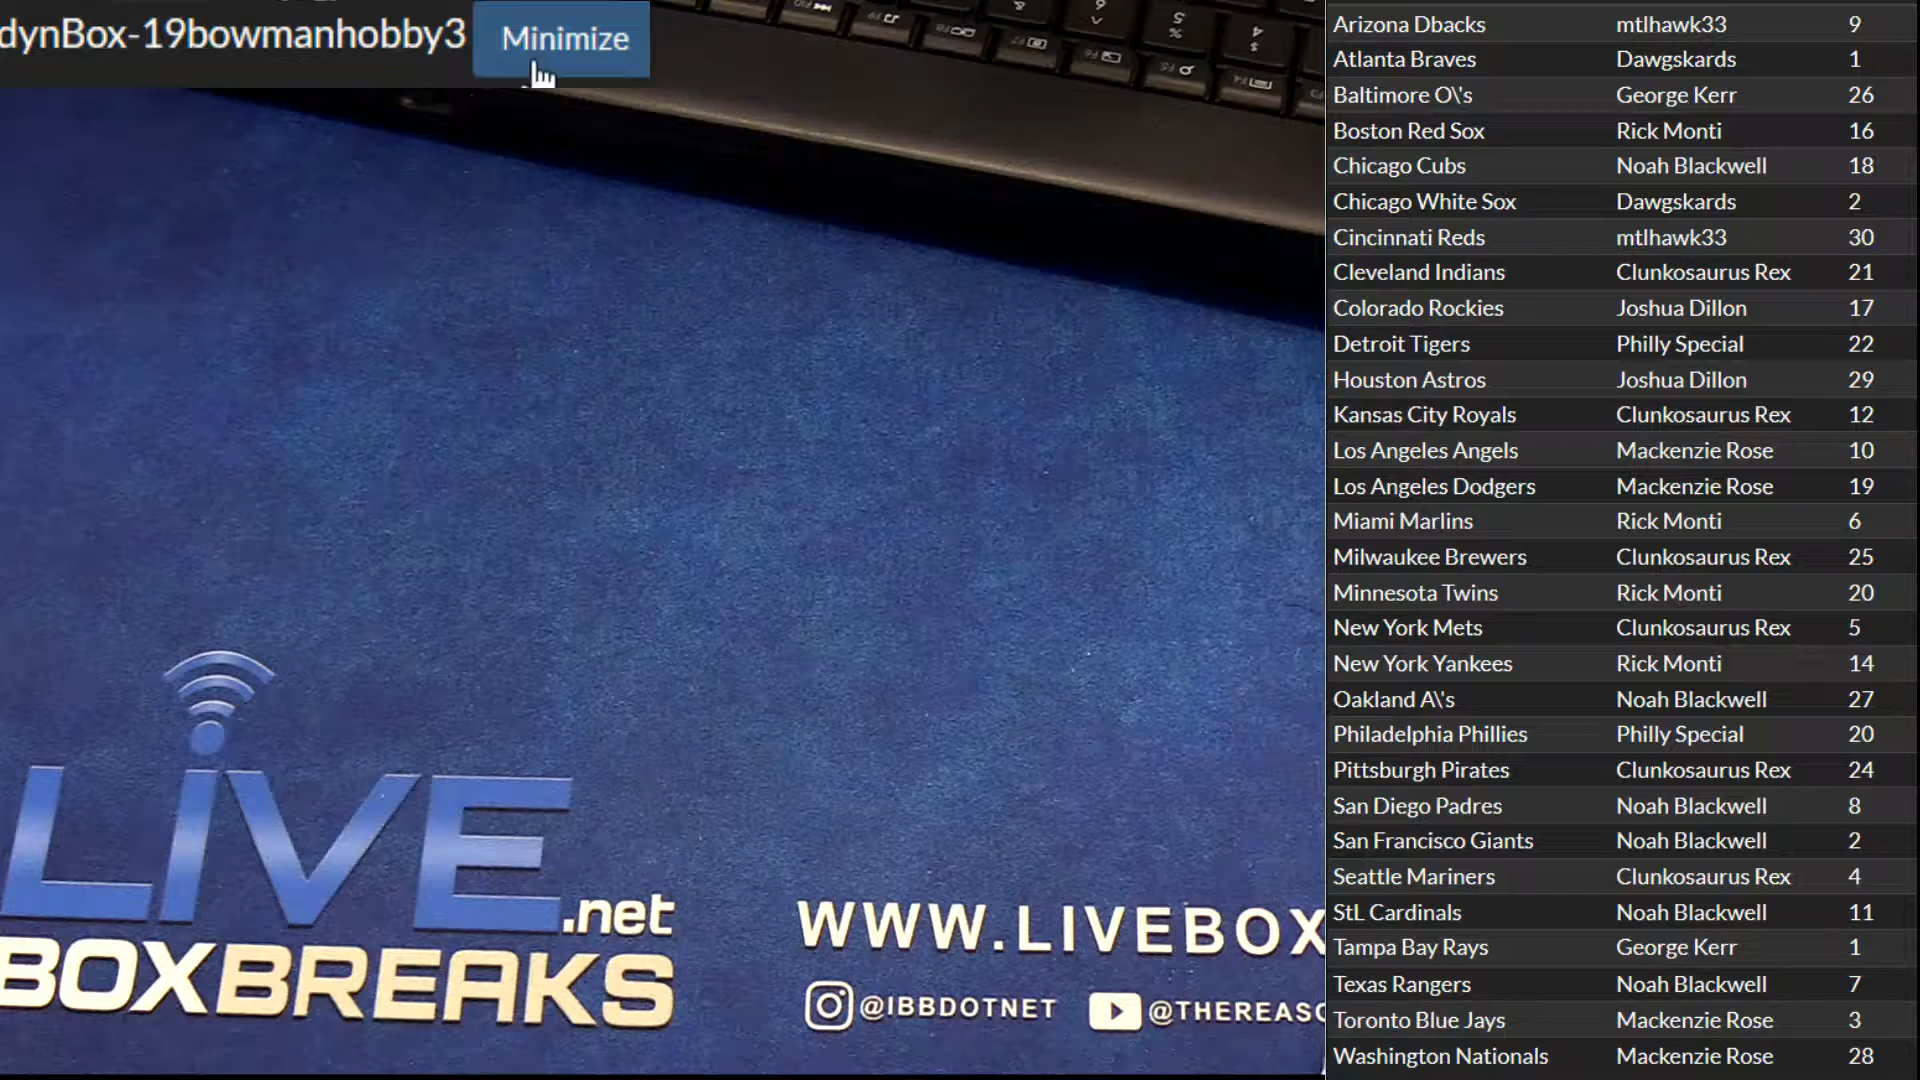 dynBox-19bowmanhobby3 Minimize
Arizona Dbacks mtlhawk33 9
Atlanta Braves Dawgskards 1
Baltimore O\'s George Kerr 26
Boston Red Sox Rick Monti 16
Chicago Cubs Noah Blackwell 18
Chicago White Sox Dawgskards 2
Cincinnati Reds mtlhawk33 30
Cleveland Indians Clunkosaurus Rex 21
Colorado Rockies Joshua Dillon 17
Detroit Tigers Philly Special 22
Houston Astros Joshua Dillon 29
Kansas City Royals Clunkosaurus Rex 12
Los Angeles Angels Mackenzie Rose 10
Los Angeles Dodgers Mackenzie Rose 19
Miami Marlins Rick Monti 6
Milwaukee Brewers Clunkosaurus Rex 25
Minnesota Twins Rick Monti 20
New York Mets Clunkosaurus Rex 5
New York Yankees Rick Monti 14
Oakland A\'s Noah Blackwell 27
Philadelphia Phillies Philly Special 20
Pittsburgh Pirates Clunkosaurus Rex 24
San Diego Padres Noah Blackwell 8
San Francisco Giants Noah Blackwell 2
Seattle Mariners Clunkosaurus Rex 4
StL Cardinals Noah Blackwell 11
Tampa Bay Rays George Kerr 1
Texas Rangers Noah Blackwell 7
Toronto Blue Jays Mackenzie Rose 3
Washington Nationals Mackenzie Rose 28
LiVE.net
BOXBREAKS
WWW.LIVEBOX
@IBBDOTNET @THEREASO